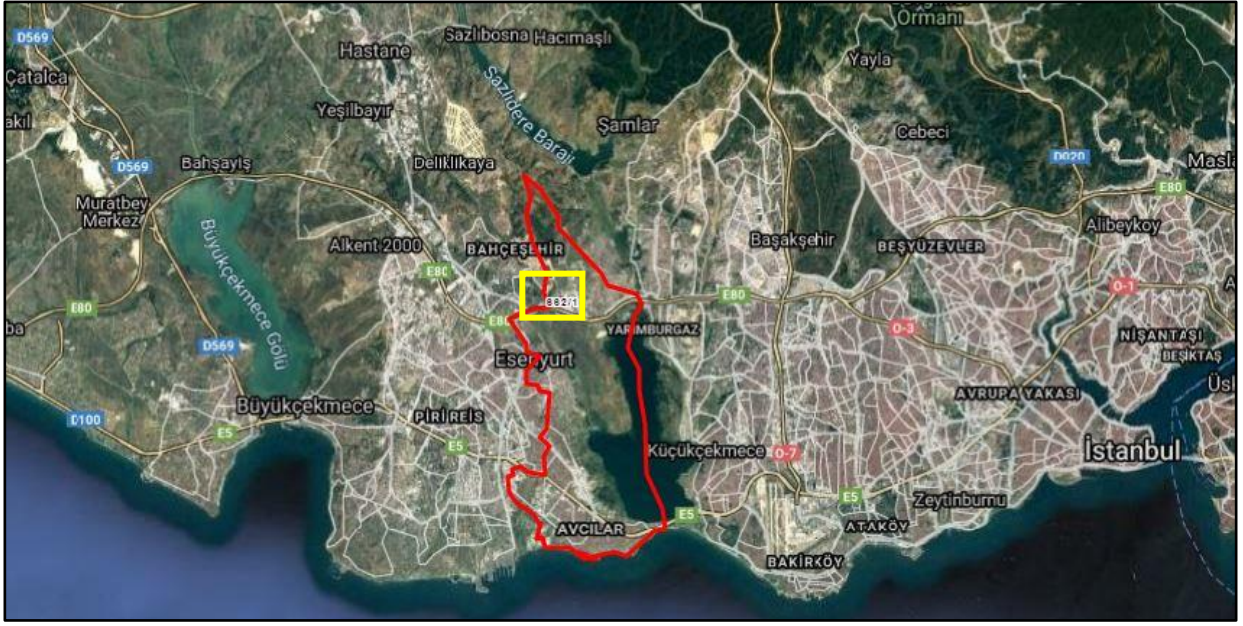 Ormanı
D569
Sazlıbosna Hacımaşlı
Hastane
Yayla
Çatalca
Sazlıdere Barajı
Yeşilbayır
akıl
Şamlar
Cebeci
D020
Masla
Bahşayiş
D569
Deliklikaya
E80
Muratbey
Merkez
Büyükçekmece Gölü
Alkent 2000
BAHÇEŞEHİR
Başakşehir
BEŞYÜZEVLER
Alibeyköy
E80
O-1
E80
882/1
E80
ba
E80
YARIMBURGAZ
O-3
NİŞANTAŞI
D569
Esenyurt
BEŞİKTAŞ
Üsk
AVRUPA YAKASI
Büyükçekmece
PİRİREİS
D100
E5
E5
Küçükçekmece
O-7
İstanbul
E5
Zeytinburnu
E5
AVCILAR
ATAKÖY
BAKIRKÖY